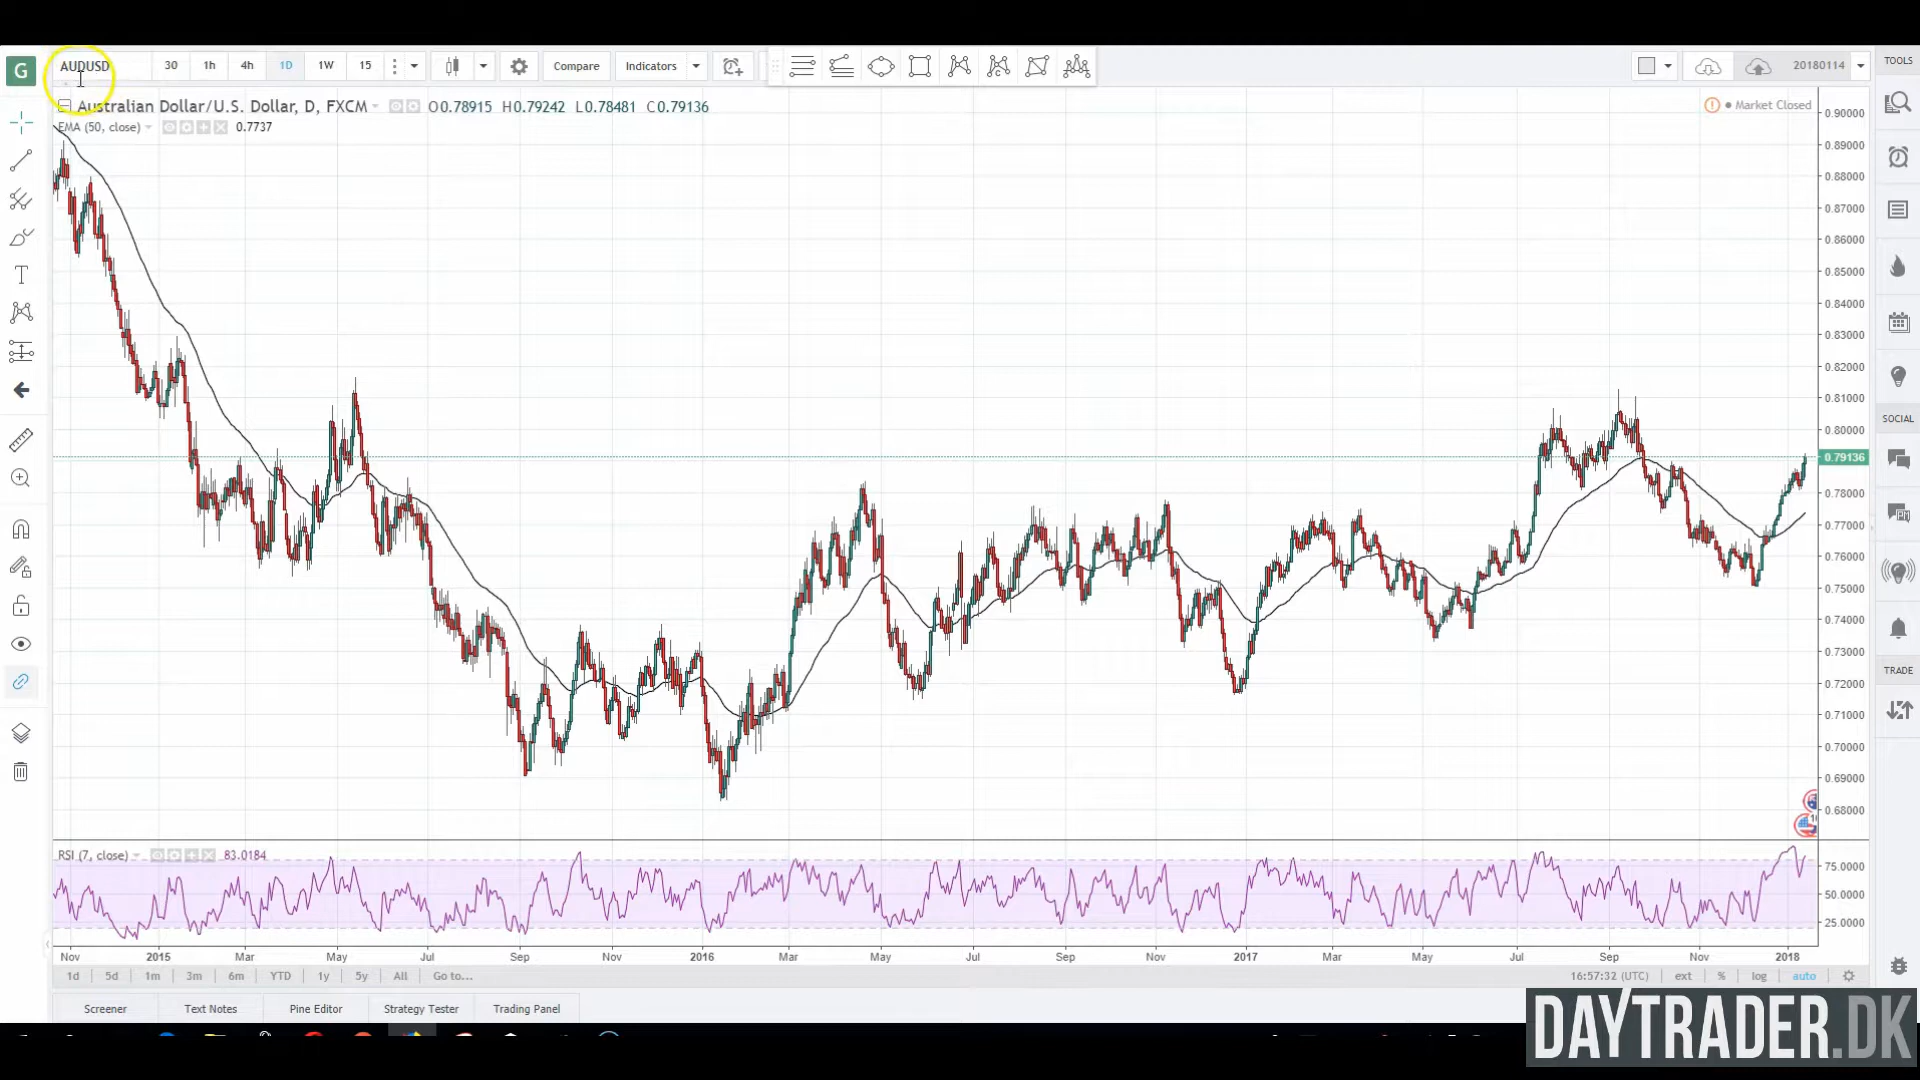 G AUDUSD 30 1h 4h 1D 1W 15 Compare Indicators 20180114 TOOLS
Australian Dollar/U.S. Dollar, D, FXCM O0.78915 H0.79242 L0.78481 C0.79136 Market Closed
EMA (50, close) 0.7737
0.90000
0.89000
0.88000
0.87000
0.86000
0.85000
0.84000
0.83000
0.82000
0.81000
0.80000
0.79136
0.78000
0.77000
0.76000
0.75000
0.74000
0.73000
0.72000
0.71000
0.70000
0.69000
0.68000
SOCIAL
TRADE
RSI (7, close) 83.0184
75.0000
50.0000
25.0000
Nov 2015 Mar May Jul Sep Nov 2016 Mar May Jul Sep Nov 2017 Mar May Jul Sep Nov 2018
1d 5d 1m 3m 6m YTD 1y 5y All Go to... 16:57:32 (UTC) ext % log auto
Screener Text Notes Pine Editor Strategy Tester Trading Panel
DAYTRADER.DK